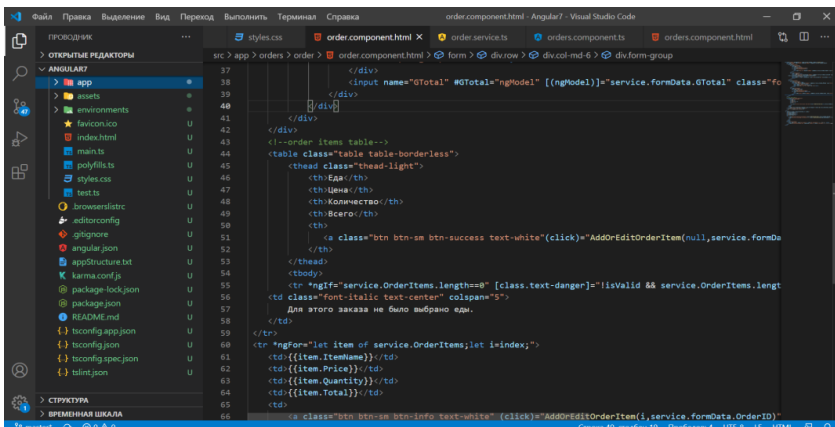 Файл Правка Выделение Вид Переход Выполнить Терминал Справка order.component.html - Angular7 - Visual Studio Code
ПРОВОДНИК
ОТКРЫТЫЕ РЕДАКТОРЫ
ANGULAR7
app
assets
environments
favicon.ico U
index.html U
main.ts U
polyfills.ts U
styles.css U
test.ts U
.browserslistrc U
.editorconfig U
.gitignore U
angular.json U
appStructure.txt U
karma.conf.js U
package-lock.json U
package.json U
README.md U
tsconfig.app.json U
tsconfig.json U
tsconfig.spec.json U
tslint.json U
СТРУКТУРА
ВРЕМЕННАЯ ШКАЛА
47
1
styles.css order.component.html order.service.ts orders.component.ts orders.component.html
src > app > orders > order > order.component.html > form > div.row > div.col-md-6 > div.form-group
37 </div>
38 <input name="GTotal" #GTotal="ngModel" [(ngModel)]="service.formData.GTotal" class="fo
39 </div>
40 </div>
41 </div>
42 </div>
43 <!--order items table-->
44 <table class="table table-borderless">
45 <thead class="thead-light">
46 <th>Еда</th>
47 <th>Цена</th>
48 <th>Количество</th>
49 <th>Всего</th>
50 <th>
51 <a class="btn btn-sm btn-success text-white"(click)="AddOrEditOrderItem(null,service.formDa
52 </th>
53 </thead>
54 <tbody>
55 <tr *ngIf="service.OrderItems.length==0" [class.text-danger]="!isValid && service.OrderItems.lengt
56 <td class="font-italic text-center" colspan="5">
57 Для этого заказа не было выбрано еды.
58 </td>
59 </tr>
60 <tr *ngFor="let item of service.OrderItems;let i=index;">
61 <td>{{item.ItemName}}</td>
62 <td>{{item.Price}}</td>
63 <td>{{item.Quantity}}</td>
64 <td>{{item.Total}}</td>
65 <td>
66 <a class="btn btn-sm btn-info text-white" (click)="AddOrEditOrderItem(i,service.formData.OrderID)"